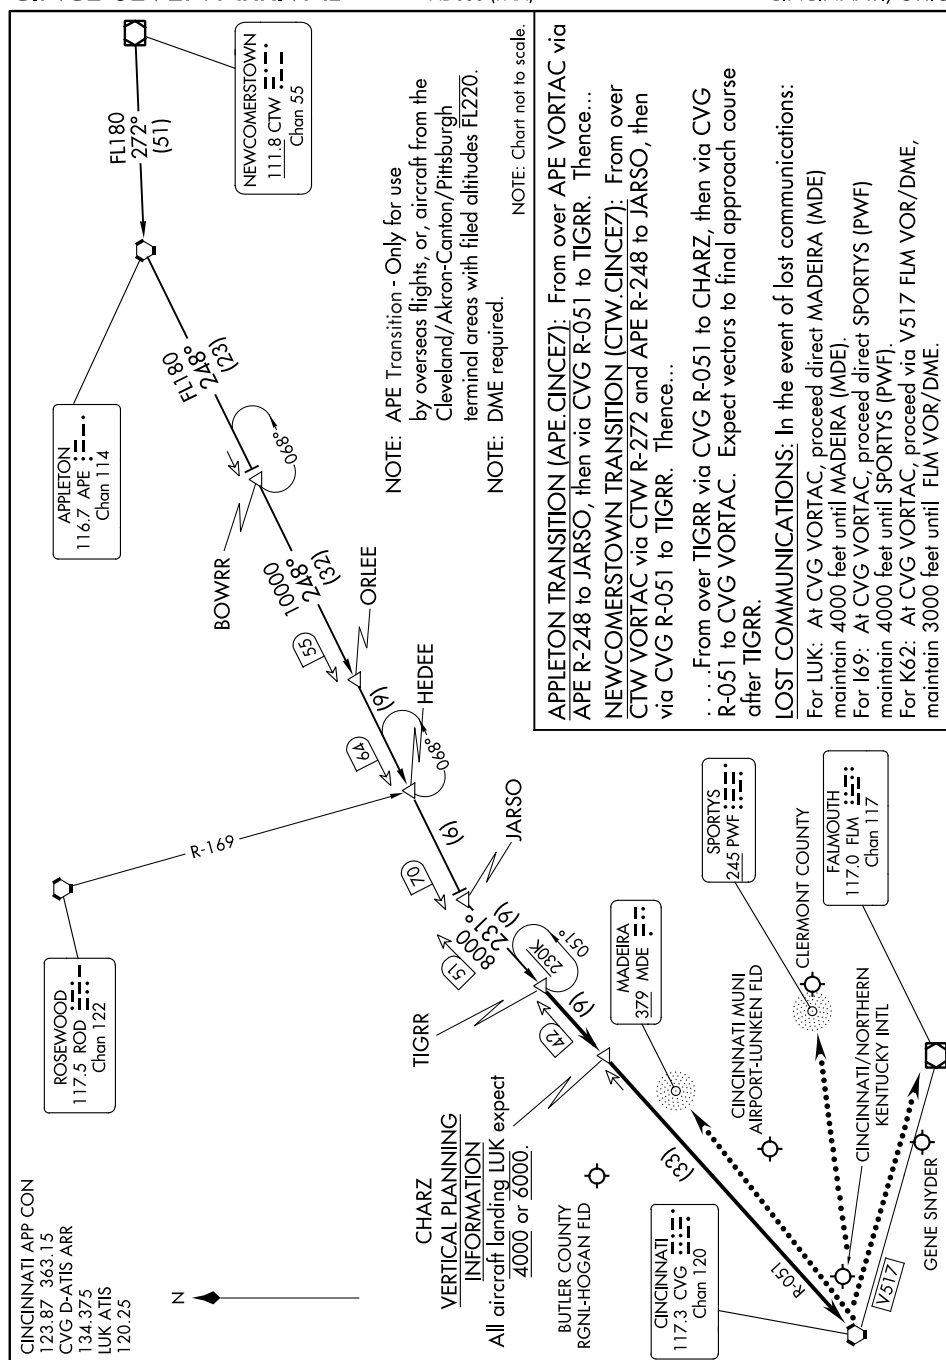 CINCINNATI APP CON
123.87 363.15
CVG D-ATIS ARR
134.375
LUK ATIS
120.25
N
ROSEWOOD
117.5 ROD
Chan 122
R-169
APPLETON
116.7 APE
Chan 114
NEWCOMERSTOWN
111.8 CTW
Chan 55
FL180
272°
(51)
FL180
248°
(23)
068°
BOWRR
10000
248°
(32)
55
ORLEE
(9)
64
HEDEE
068°
(6)
70
JARSO
51
8000
231°
(9)
230K
051°
TIGRR
42
(9)
CHARZ
VERTICAL PLANNING
INFORMATION
All aircraft landing LUK expect
4000 or 6000.
NOTE: APE Transition - Only for use
by overseas flights, or, aircraft from the
Cleveland/Akron-Canton/Pittsburgh
terminal areas with filed altitudes FL220.
NOTE: DME required.
NOTE: Chart not to scale.
BUTLER COUNTY
RGNL-HOGAN FLD
MADEIRA
379 MDE
CINCINNATI MUNI
AIRPORT-LUNKEN FLD
SPORTYS
245 PWF
CLERMONT COUNTY
CINCINNATI/NORTHERN
KENTUCKY INTL
FALMOUTH
117.0 FLM
Chan 117
CINCINNATI
117.3 CVG
Chan 120
(33)
R-051
V517
GENE SNYDER
APPLETON TRANSITION (APE.CINCE7): From over APE VORTAC via
APE R-248 to JARSO, then via CVG R-051 to TIGRR. Thence...
NEWCOMERSTOWN TRANSITION (CTW.CINCE7): From over
CTW VORTAC via CTW R-272 and APE R-248 to JARSO, then
via CVG R-051 to TIGRR. Thence...
. . . .From over TIGRR via CVG R-051 to CHARZ, then via CVG
R-051 to CVG VORTAC. Expect vectors to final approach course
after TIGRR.
LOST COMMUNICATIONS: In the event of lost communications:
For LUK: At CVG VORTAC, proceed direct MADEIRA (MDE)
maintain 4000 feet until MADEIRA (MDE).
For I69: At CVG VORTAC, proceed direct SPORTYS (PWF)
maintain 4000 feet until SPORTYS (PWF).
For K62: At CVG VORTAC, proceed via V517 FLM VOR/DME,
maintain 3000 feet until FLM VOR/DME.